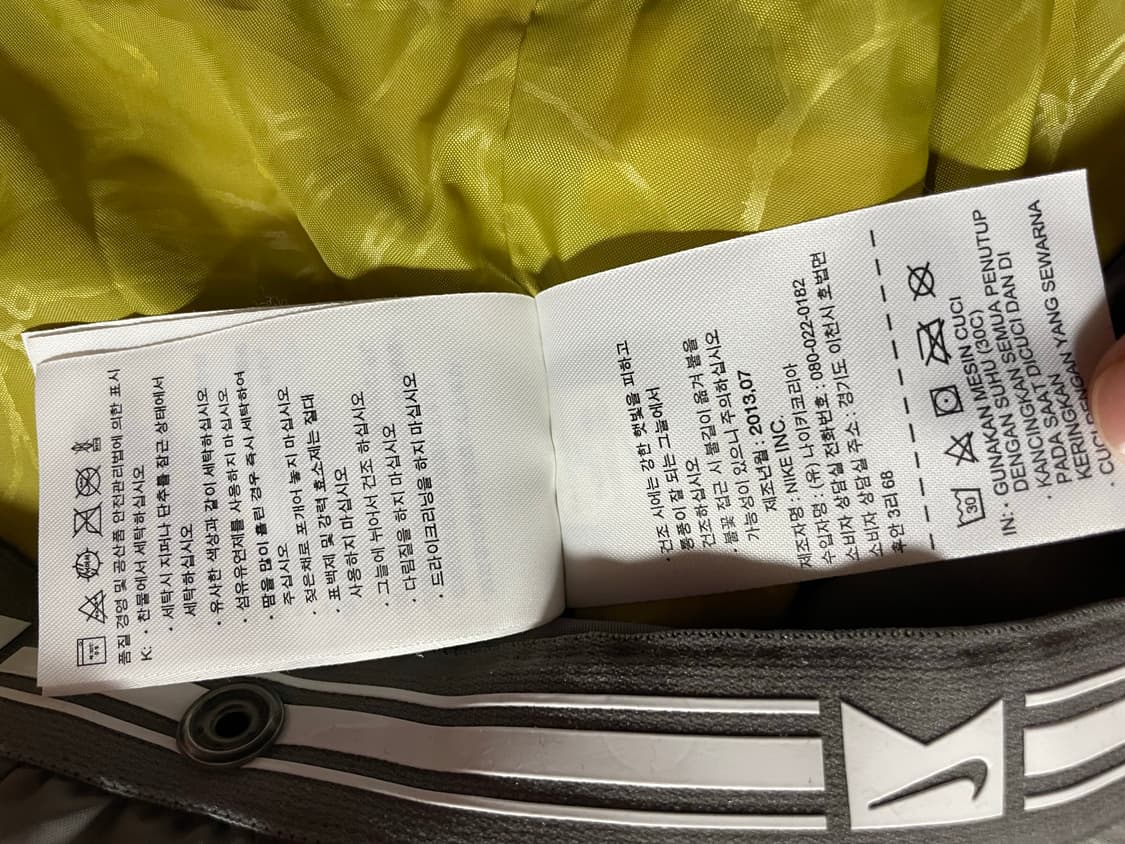 품질경영 및 공산품 안전관리법에 의한 표시
K: · 찬물에서 세탁하십시오
· 세탁시 지퍼나 단추를 잠근 상태에서
세탁하십시오
· 유사한 색상과 같이 세탁하십시오
· 섬유유연제를 사용하지 마십시오
· 땀을 많이 흘린 경우 즉시 세탁하여
주십시오
· 젖은채로 포개어 놓지 마십시오
· 표백제 및 강력 효소제는 절대
사용하지 마십시오
· 그늘에 뉘어서 건조 하십시오
· 다림질을 하지 마십시오
· 드라이크리닝을 하지 마십시오
· 건조 시에는 강한 햇빛을 피하고
통풍이 잘 되는 그늘에서
건조하십시오
· 불꽃 접근 시 불길이 옮겨 붙을
가능성이 있으니 주의하십시오
제조년월 : 2013.07
제조자명 : NIKE INC.
수입자명 : (유) 나이키코리아
소비자 상담실 전화번호 : 080-022-0182
소비자 상담실 주소 : 경기도 이천시 호법면
후안 3리 68
30
IN: · GUNAKAN MESIN CUCI
DENGAN SUHU (30C)
· KANCINGKAN SEMUA PENUTUP
PADA SAAT DICUCI DAN DI
KERINGKAN
· CUCI DENGAN YANG SEWARNA